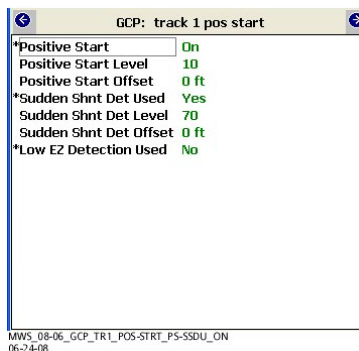 GCP: track 1 pos start
*Positive Start On
Positive Start Level 10
Positive Start Offset 0 ft
*Sudden Shnt Det Used Yes
Sudden Shnt Det Level 70
Sudden Shnt Det Offset 0 ft
*Low EZ Detection Used No
MWS_08-06_GCP_TR1_POS-STRT_PS-SSDU_ON
06-24-08